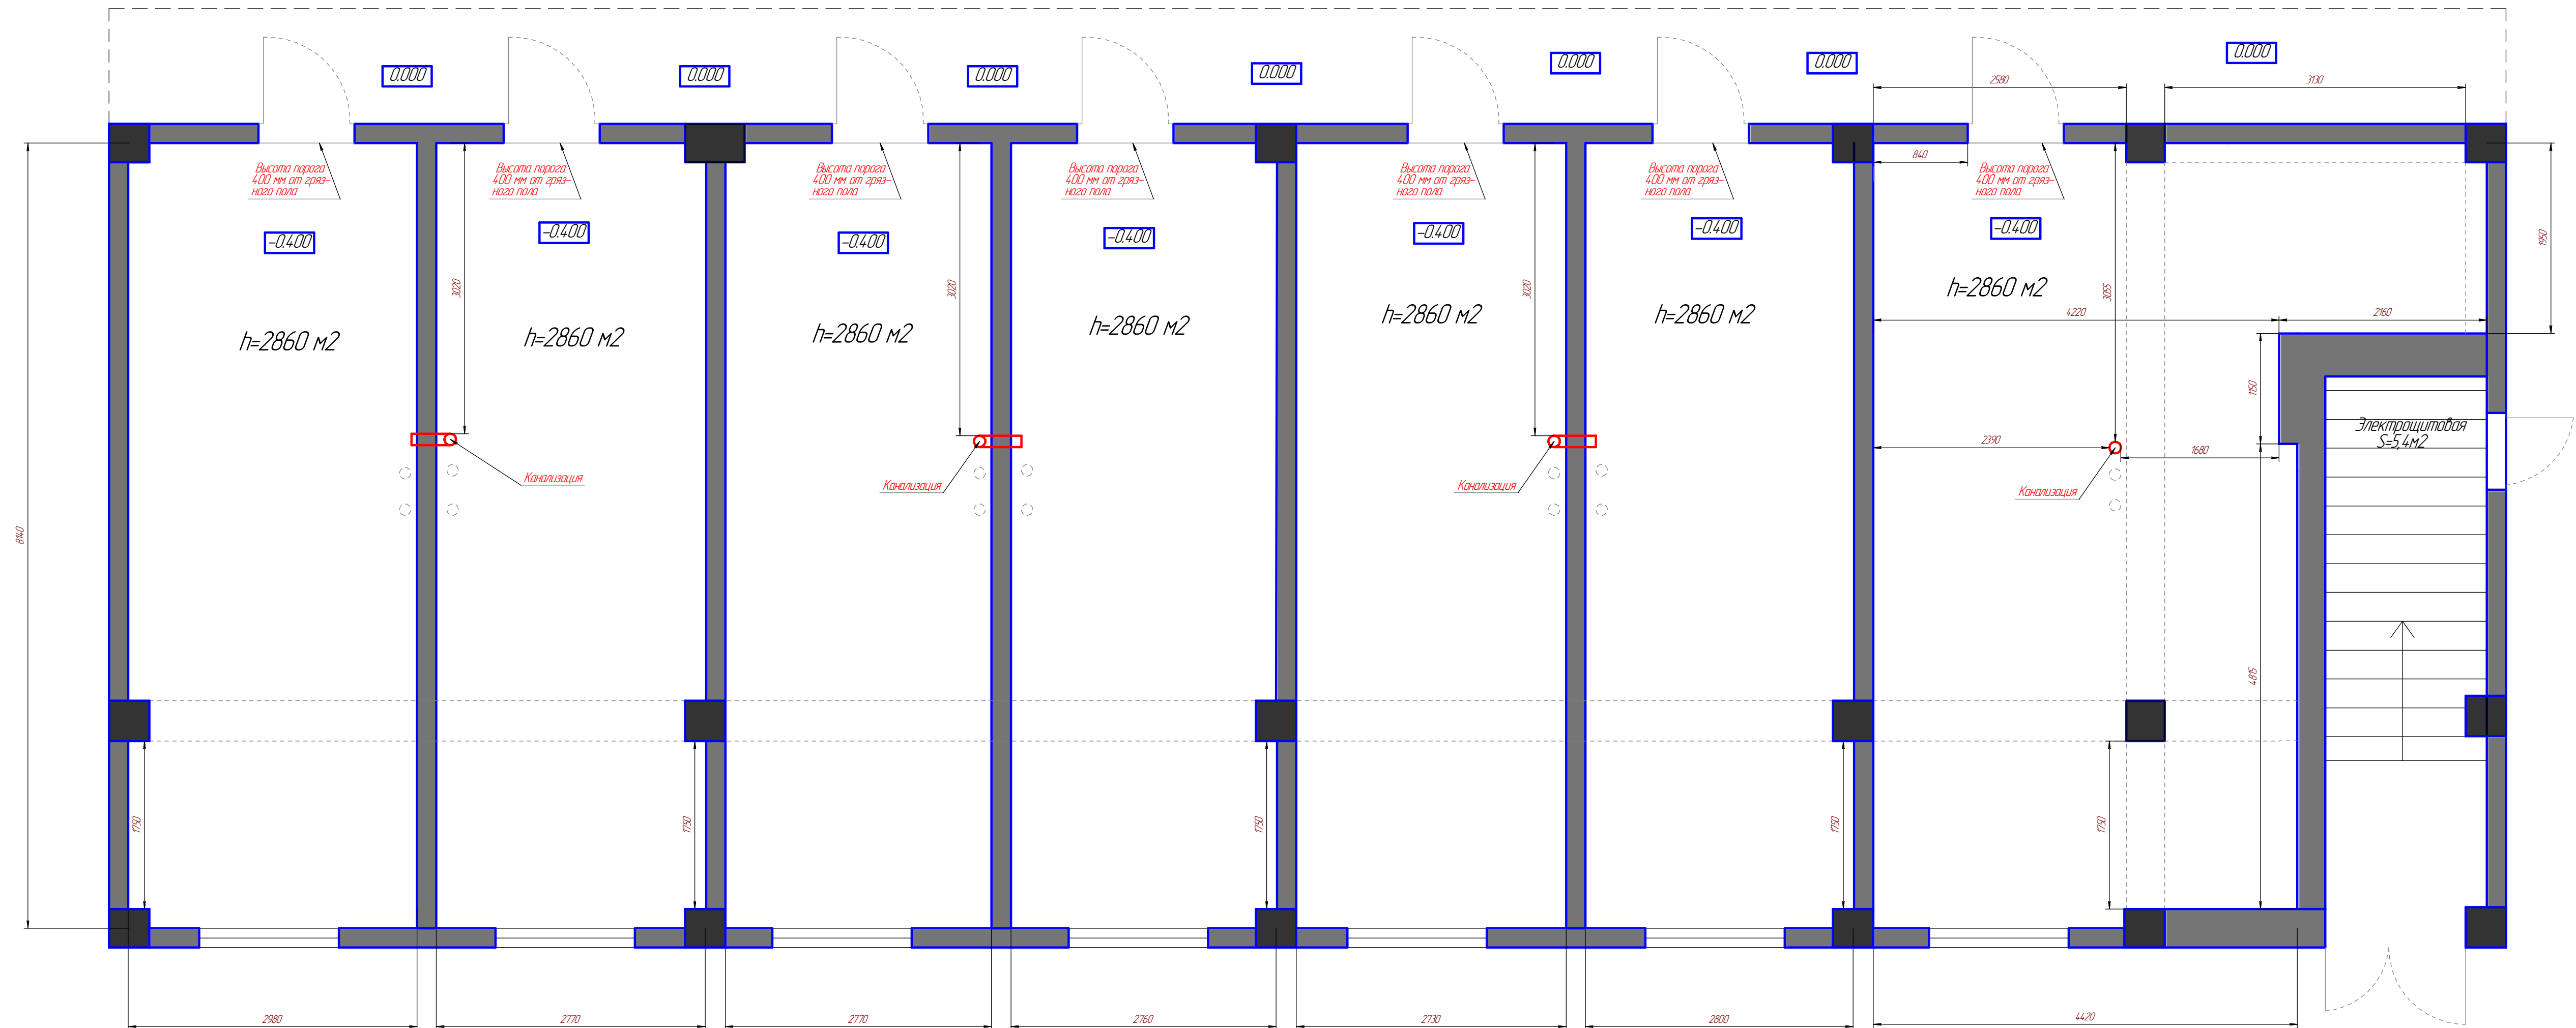 0.000
0.000
0.000
0.000
0.000
0.000
0.000
2580
3130
840
Высота порога
400 мм от гряз-
ного пола
Высота порога
400 мм от гряз-
ного пола
Высота порога
400 мм от гряз-
ного пола
Высота порога
400 мм от гряз-
ного пола
Высота порога
400 мм от гряз-
ного пола
Высота порога
400 мм от гряз-
ного пола
Высота порога
400 мм от гряз-
ного пола
-0.400
-0.400
-0.400
-0.400
-0.400
-0.400
-0.400
1950
3020
3020
3020
3055
h=2860 м2
h=2860 м2
h=2860 м2
h=2860 м2
h=2860 м2
h=2860 м2
h=2860 м2
4220
2160
1150
Электрощитовая
S=5,4м2
2390
1680
Канализация
Канализация
Канализация
Канализация
8140
4815
1750
1750
1750
1750
1750
2980
2770
2770
2760
2730
2800
4420